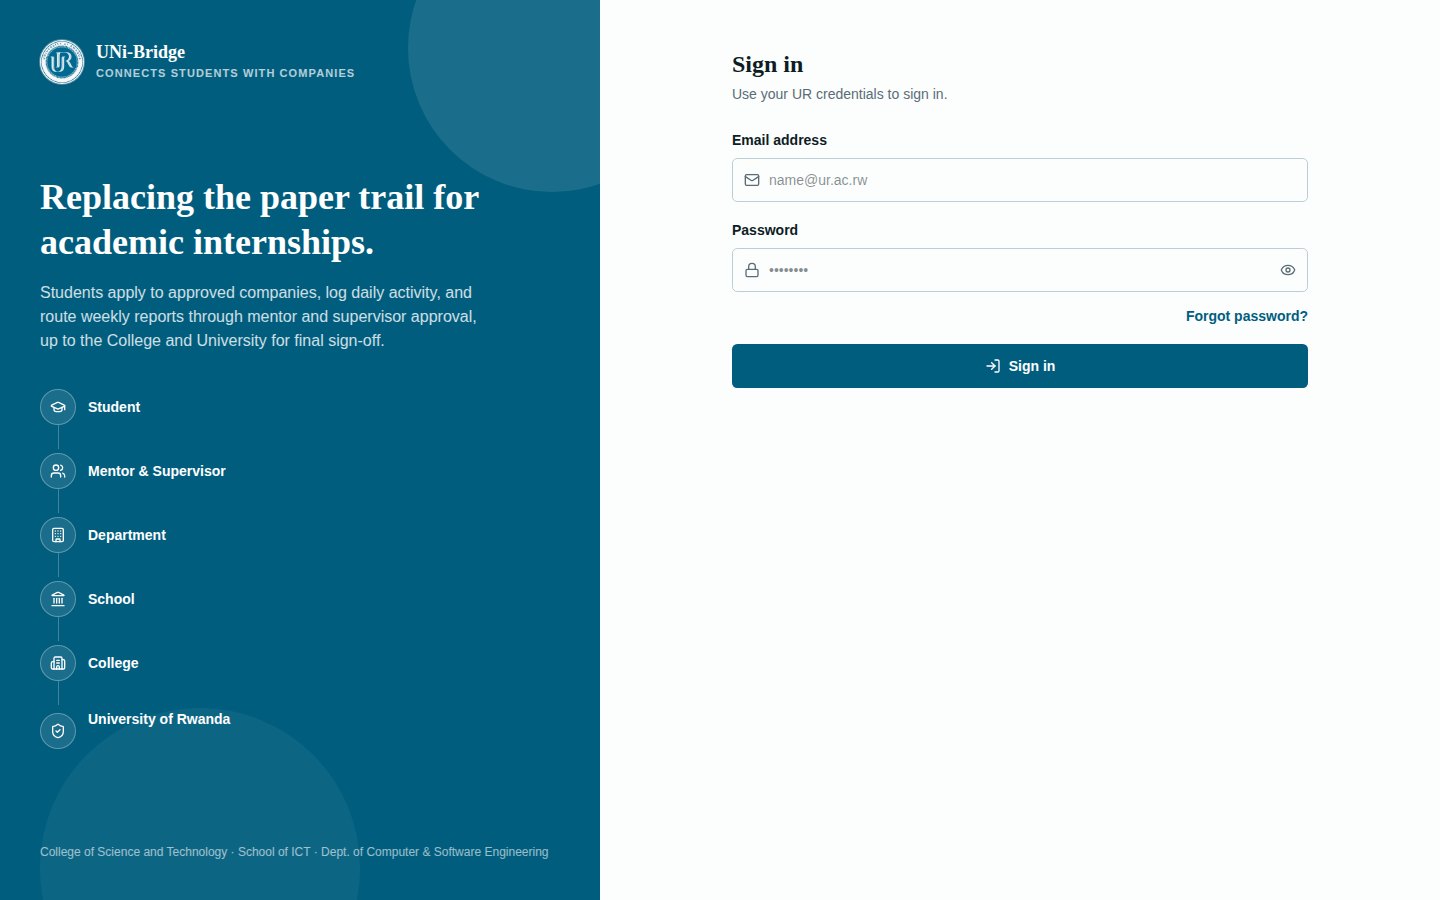 UNi-Bridge
CONNECTS STUDENTS WITH COMPANIES
Replacing the paper trail for
academic internships.
Students apply to approved companies, log daily activity, and
route weekly reports through mentor and supervisor approval,
up to the College and University for final sign-off.
Student
Mentor & Supervisor
Department
School
College
University of Rwanda
College of Science and Technology · School of ICT · Dept. of Computer & Software Engineering
Sign in
Use your UR credentials to sign in.
Email address
name@ur.ac.rw
Password
••••••••
Forgot password?
Sign in